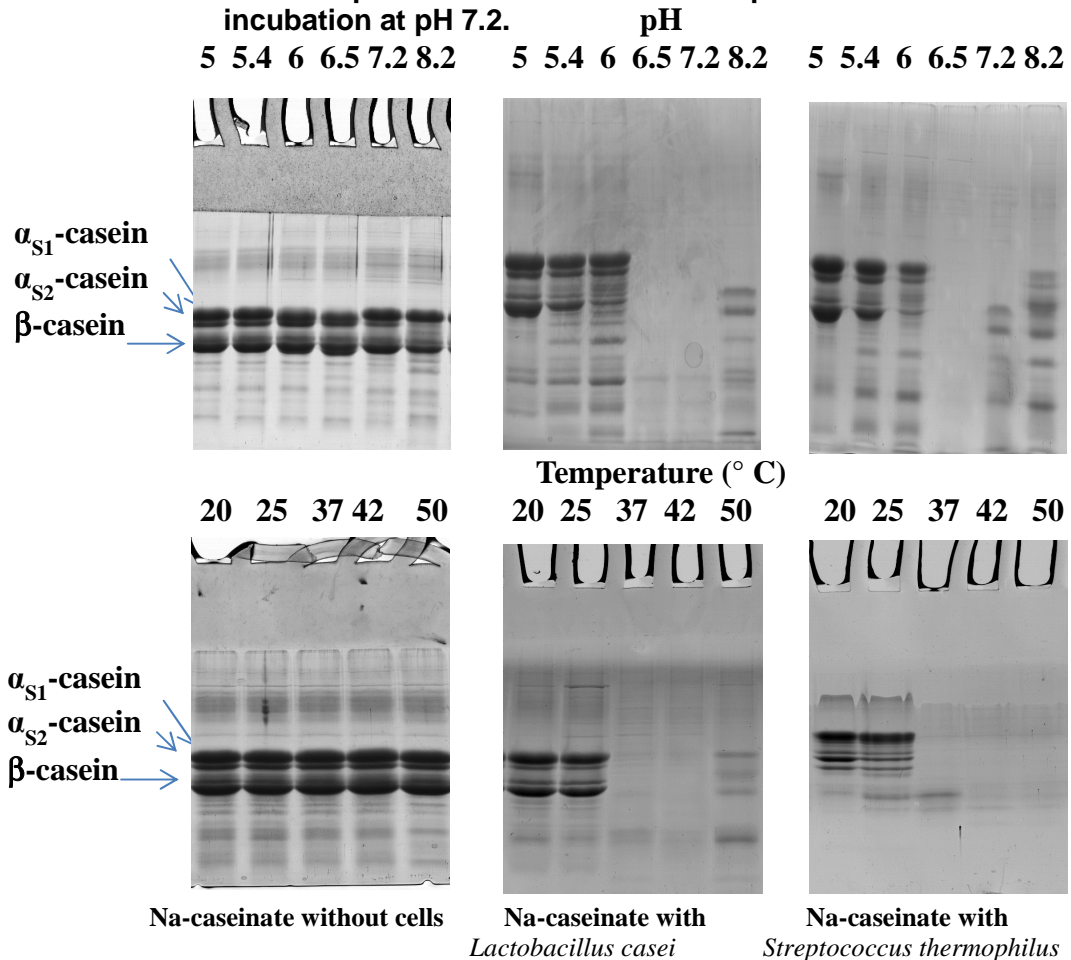 incubation at pH 7.2.
pH
5 5.4 6 6.5 7.2 8.2
5 5.4 6 6.5 7.2 8.2
5 5.4 6 6.5 7.2 8.2
αS1-casein
αS2-casein
β-casein
Temperature (° C)
20 25 37 42 50
20 25 37 42 50
20 25 37 42 50
αS1-casein
αS2-casein
β-casein
Na-caseinate without cells
Na-caseinate with
Lactobacillus casei
Na-caseinate with
Streptococcus thermophilus